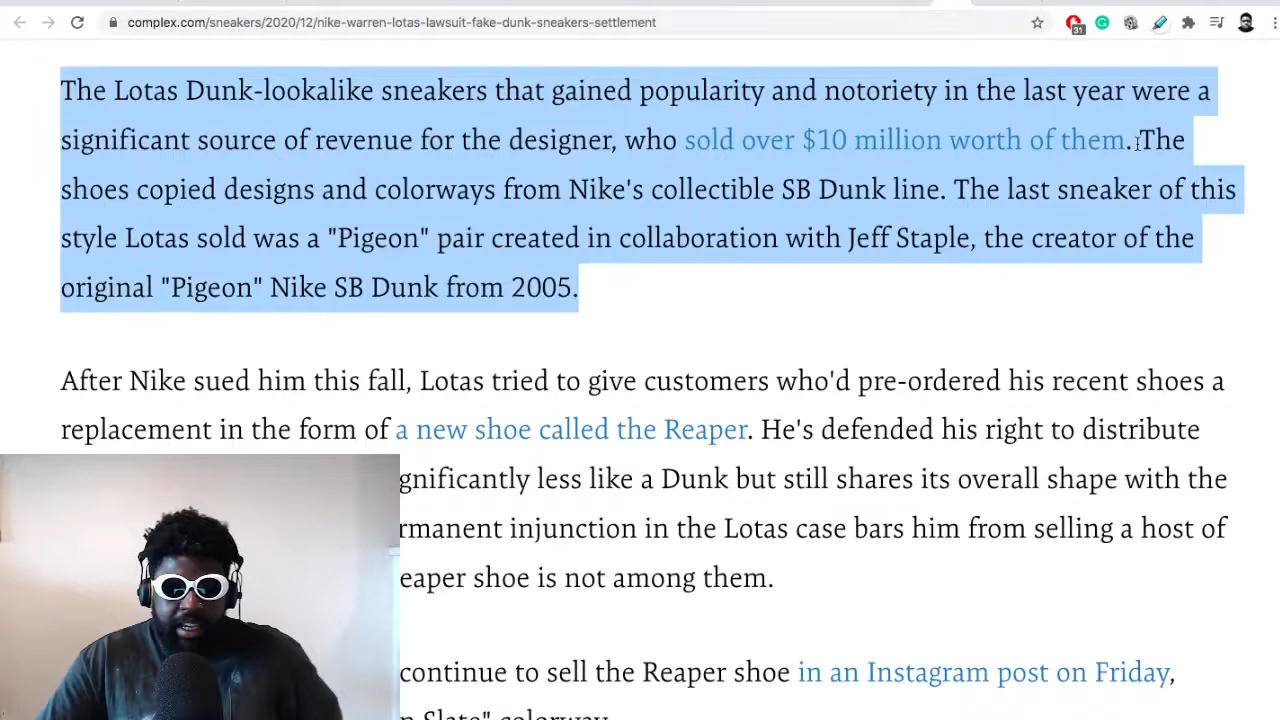 complex.com/sneakers/2020/12/nike-warren-lotas-lawsuit-fake-dunk-sneakers-settlement
31
The Lotas Dunk-lookalike sneakers that gained popularity and notoriety in the last year were a
significant source of revenue for the designer, who sold over $10 million worth of them. The
shoes copied designs and colorways from Nike's collectible SB Dunk line. The last sneaker of this
style Lotas sold was a "Pigeon" pair created in collaboration with Jeff Staple, the creator of the
original "Pigeon" Nike SB Dunk from 2005.
After Nike sued him this fall, Lotas tried to give customers who'd pre-ordered his recent shoes a
replacement in the form of a new shoe called the Reaper. He's defended his right to distribute
gnificantly less like a Dunk but still shares its overall shape with the
rmanent injunction in the Lotas case bars him from selling a host of
eaper shoe is not among them.
continue to sell the Reaper shoe in an Instagram post on Friday,
n Slate" colorway.